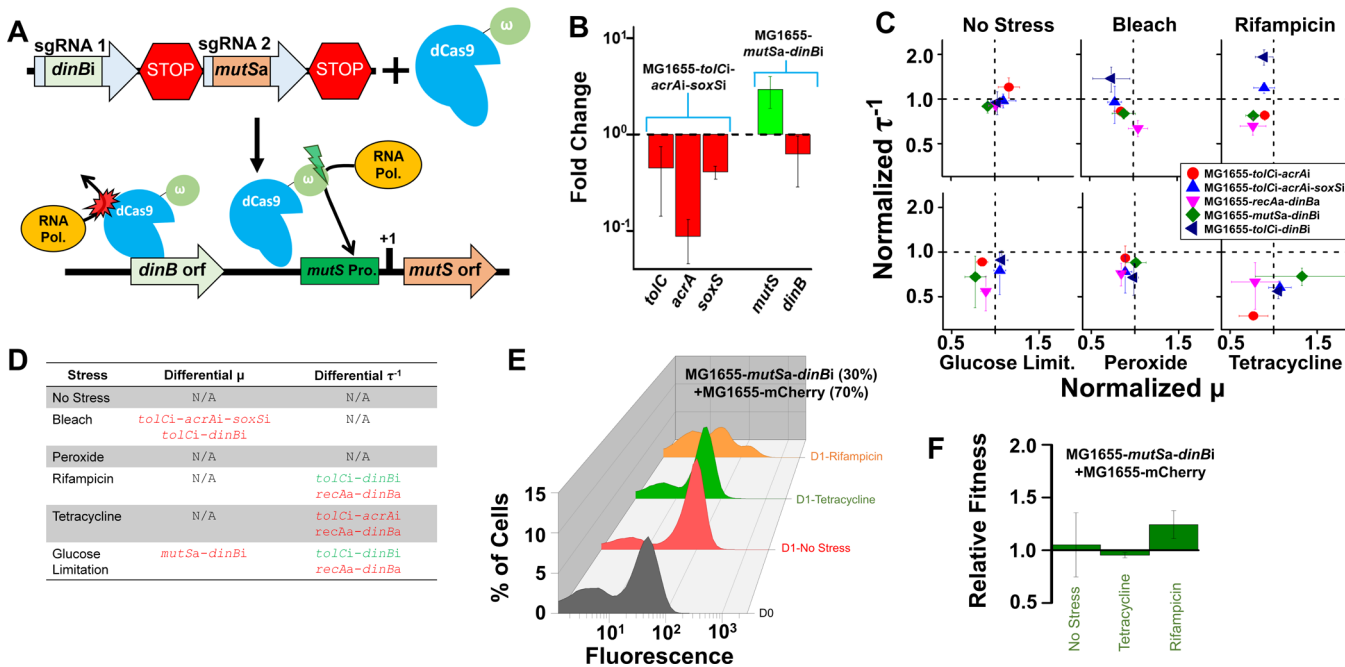 A
sgRNA 1
dinBi
STOP
sgRNA 2
mutSa
STOP
+
dCas9
ω
RNA
Pol.
dCas9
ω
dCas9
ω
RNA
Pol.
+1
dinB orf
mutS Pro.
mutS orf
B
Fold Change
10¹
10⁰
10⁻¹
MG1655-tolCi-
acrAi-soxSi
MG1655-
mutSa-dinBi
tolC
acrA
soxS
mutS
dinB
C
No Stress
Bleach
Rifampicin
Normalized τ⁻¹
2.0
1.0
0.5
2.0
1.0
0.5
MG1655-tolCi-acrAi
MG1655-tolCi-acrAi-soxSi
MG1655-recAa-dinBa
MG1655-mutSa-dinBi
MG1655-tolCi-dinBi
0.5 1.5
0.5 1.5
0.5 1.5
Glucose Limit.
Peroxide
Tetracycline
Normalized μ
D
Stress Differential μ Differential τ⁻¹
No Stress N/A N/A
Bleach tolCi-acrAi-soxSi N/A
tolCi-dinBi
Peroxide N/A N/A
Rifampicin N/A tolCi-dinBi
recAa-dinBa
Tetracycline N/A tolCi-acrAi
recAa-dinBa
Glucose mutSa-dinBi tolCi-dinBi
Limitation recAa-dinBa
E
MG1655-mutSa-dinBi (30%)
+MG1655-mCherry (70%)
D1-Rifampicin
D1-Tetracycline
D1-No Stress
D0
% of Cells
15
10
5
0
10¹ 10² 10³
Fluorescence
F
MG1655-mutSa-dinBi
+MG1655-mCherry
Relative Fitness
2.0
1.5
1.0
0.5
No Stress
Tetracycline
Rifampicin